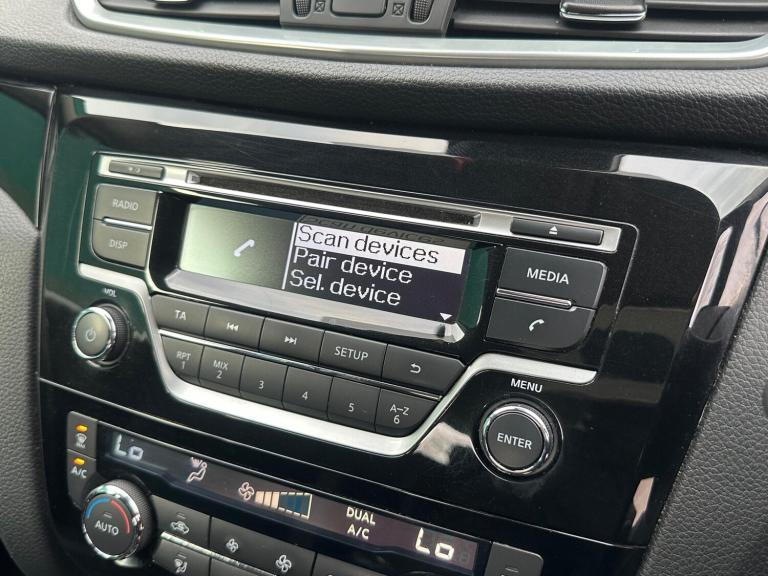 RADIO
DISP
Scan devices
Pair device
Sel. device
MEDIA
VOL
TA
SETUP
RPT
1
MIX
2
3
4
5
A-Z
6
MENU
ENTER
A/C
Lo
AUTO
DUAL
A/C
Lo